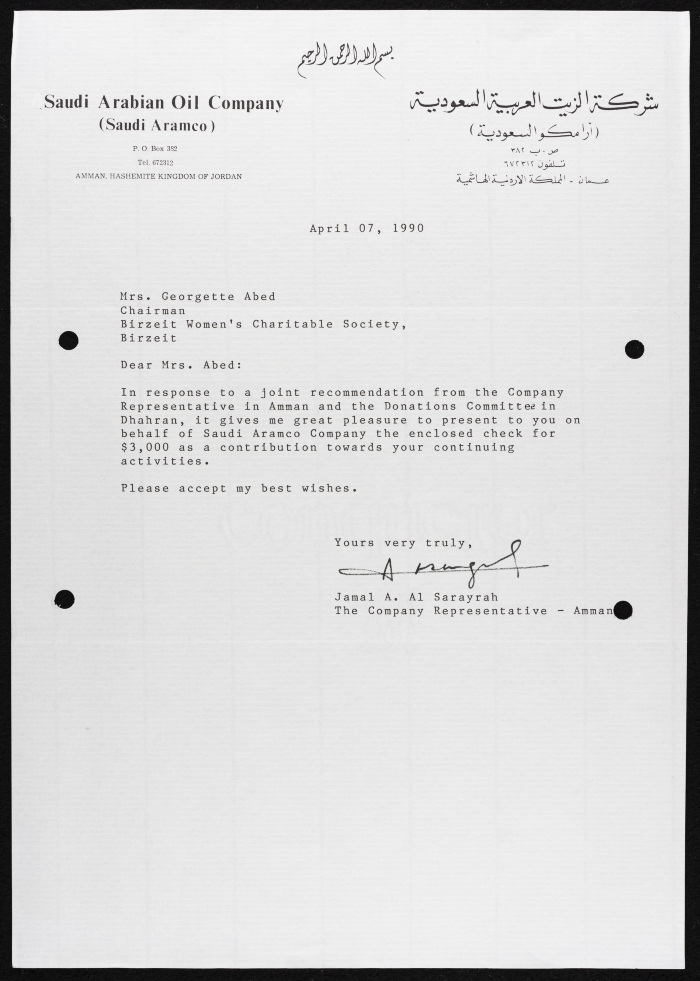 بسم الله الرحمن الرحيم
Saudi Arabian Oil Company
(Saudi Aramco)
P. O. Box 382
Tel. 672312
AMMAN, HASHEMITE KINGDOM OF JORDAN
شركة الزيت العربية السعودية
(أرامكو السعودية)
ص . ب ٣٨٢
تلفون ٦٧٢٣١٢
عمان - المملكة الاردنية الهاشمية
April 07, 1990
Mrs. Georgette Abed
Chairman
Birzeit Women's Charitable Society,
Birzeit
Dear Mrs. Abed:
In response to a joint recommendation from the Company
Representative in Amman and the Donations Committee in
Dhahran, it gives me great pleasure to present to you on
behalf of Saudi Aramco Company the enclosed check for
$3,000 as a contribution towards your continuing
activities.
Please accept my best wishes.
Yours very truly,
Jamal A. Al Sarayrah
The Company Representative - Amman